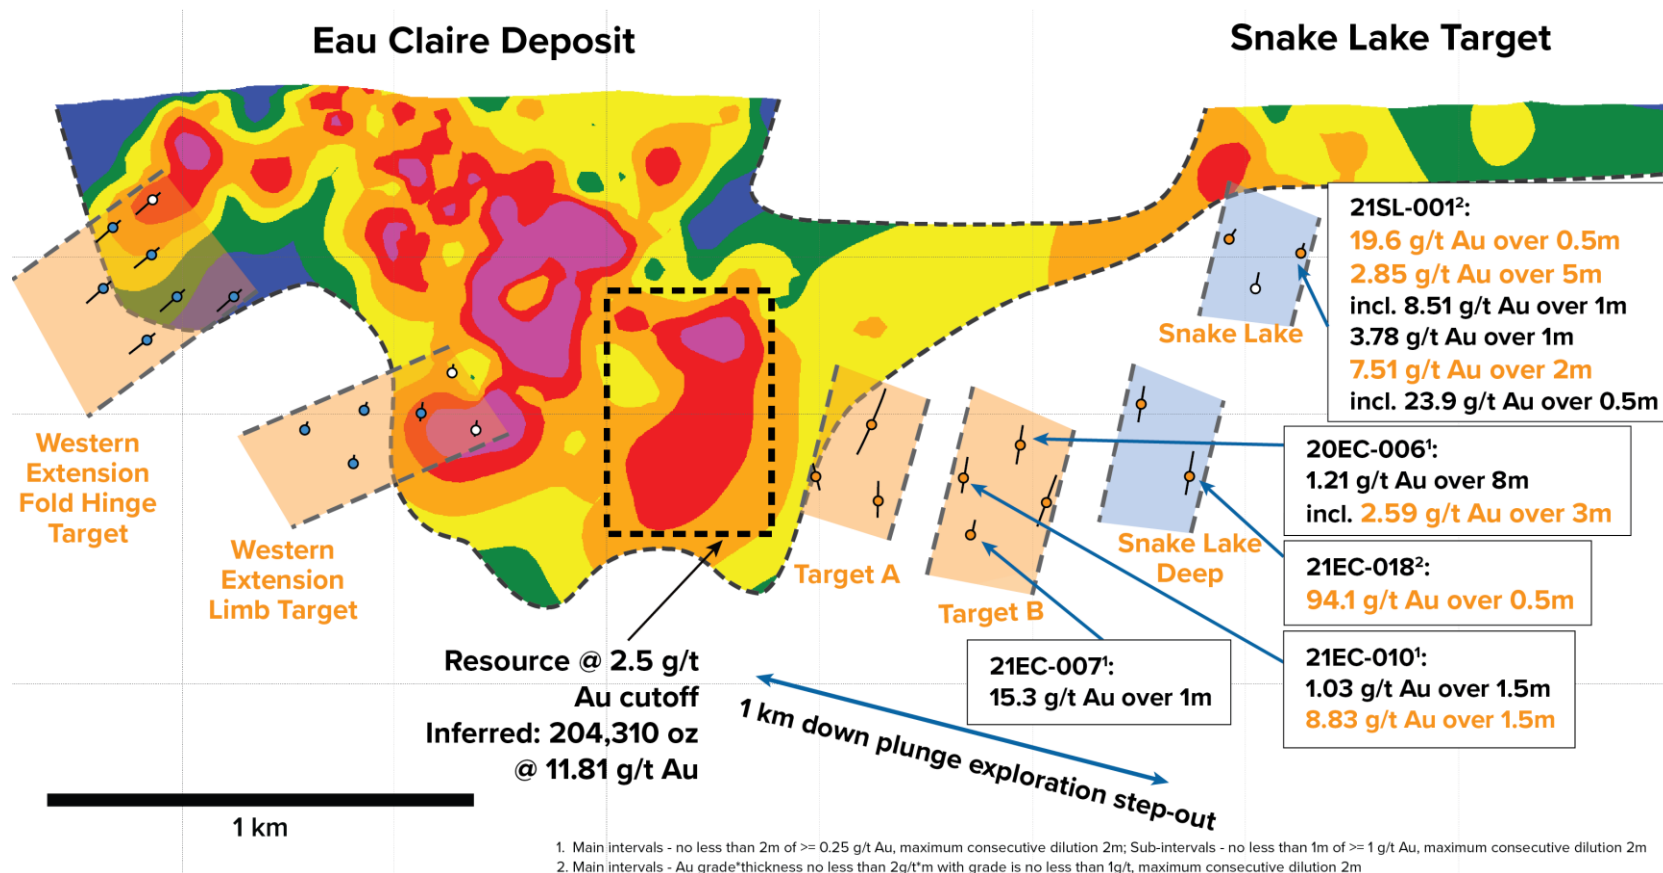 Eau Claire Deposit
Snake Lake Target
21SL-001²:
19.6 g/t Au over 0.5m
2.85 g/t Au over 5m
incl. 8.51 g/t Au over 1m
3.78 g/t Au over 1m
7.51 g/t Au over 2m
incl. 23.9 g/t Au over 0.5m
Snake Lake
Western
Extension
Fold Hinge
Target
Western
Extension
Limb Target
20EC-006¹:
1.21 g/t Au over 8m
incl. 2.59 g/t Au over 3m
Snake Lake
Deep
Target A
Target B
21EC-018²:
94.1 g/t Au over 0.5m
Resource @ 2.5 g/t
Au cutoff
Inferred: 204,310 oz
@ 11.81 g/t Au
21EC-007¹:
15.3 g/t Au over 1m
21EC-010¹:
1.03 g/t Au over 1.5m
8.83 g/t Au over 1.5m
1 km down plunge exploration step-out
1 km
1. Main intervals - no less than 2m of >= 0.25 g/t Au, maximum consecutive dilution 2m; Sub-intervals - no less than 1m of >= 1 g/t Au, maximum consecutive dilution 2m
2. Main intervals - Au grade*thickness no less than 2g/t*m with grade is no less than 1g/t, maximum consecutive dilution 2m